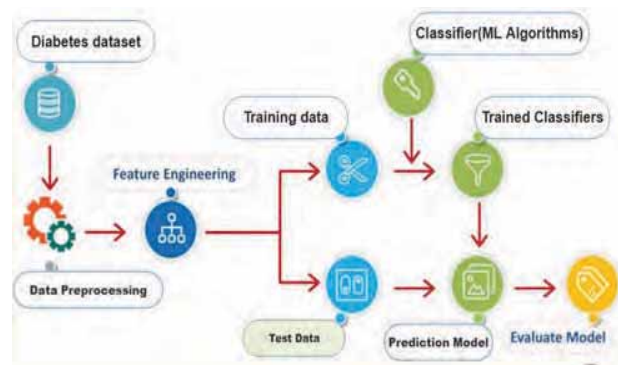 Diabetes dataset
Classifier(ML Algorithms)
Training data
Trained Classifiers
Feature Engineering
Data Preprocessing
Test Data
Prediction Model
Evaluate Model